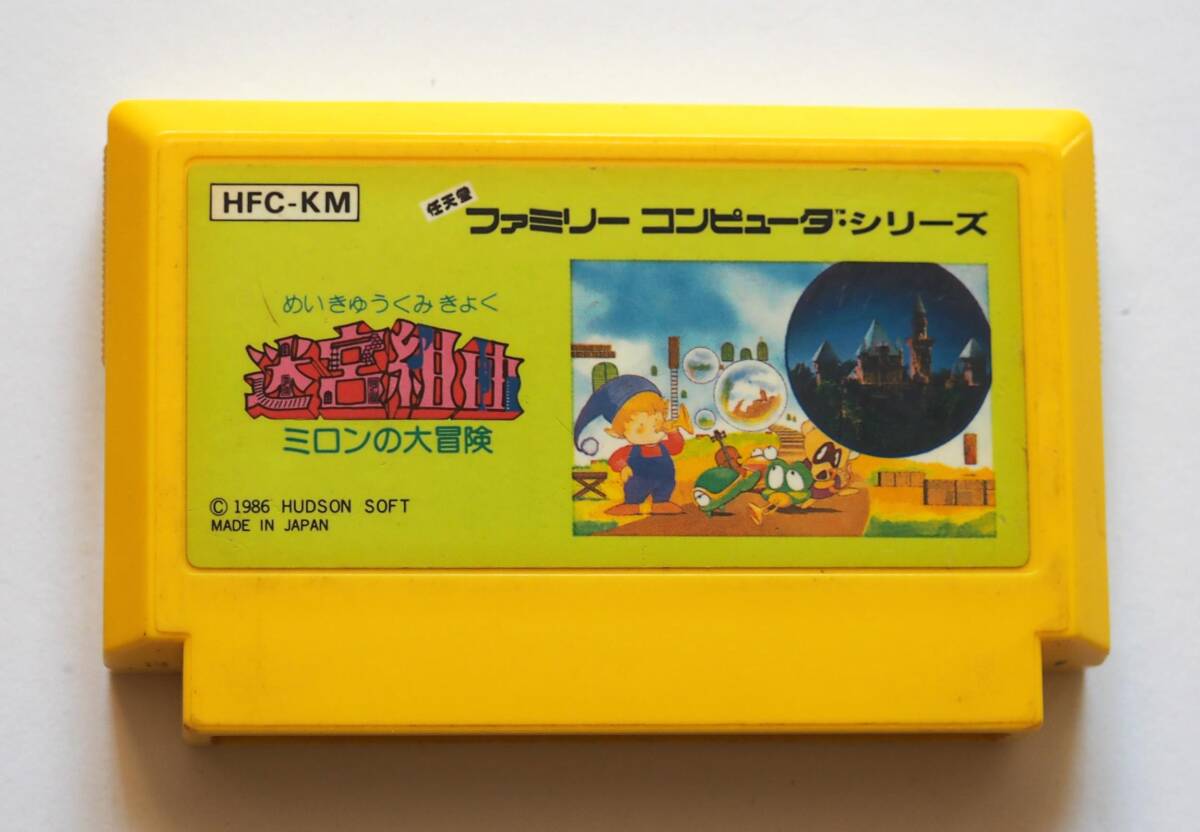 HFC-KM
任天堂
ファミリー コンピュータ™・シリーズ
めいきゅうくみきょく
迷宮組曲
ミロンの大冒険
© 1986 HUDSON SOFT
MADE IN JAPAN